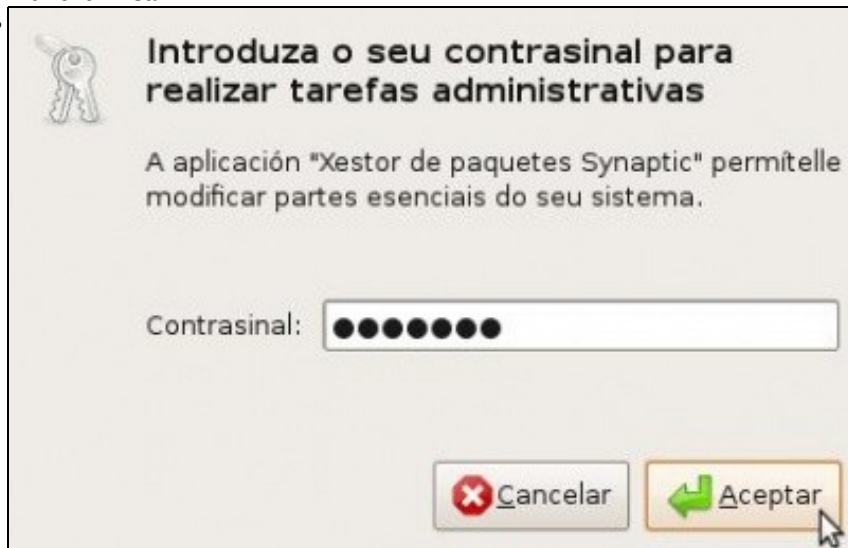 Introduza o seu contrasinal para
realizar tarefas administrativas
A aplicación "Xestor de paquetes Synaptic" permítelle
modificar partes esenciais do seu sistema.
Contrasinal: ●●●●●●●
Cancelar
Aceptar